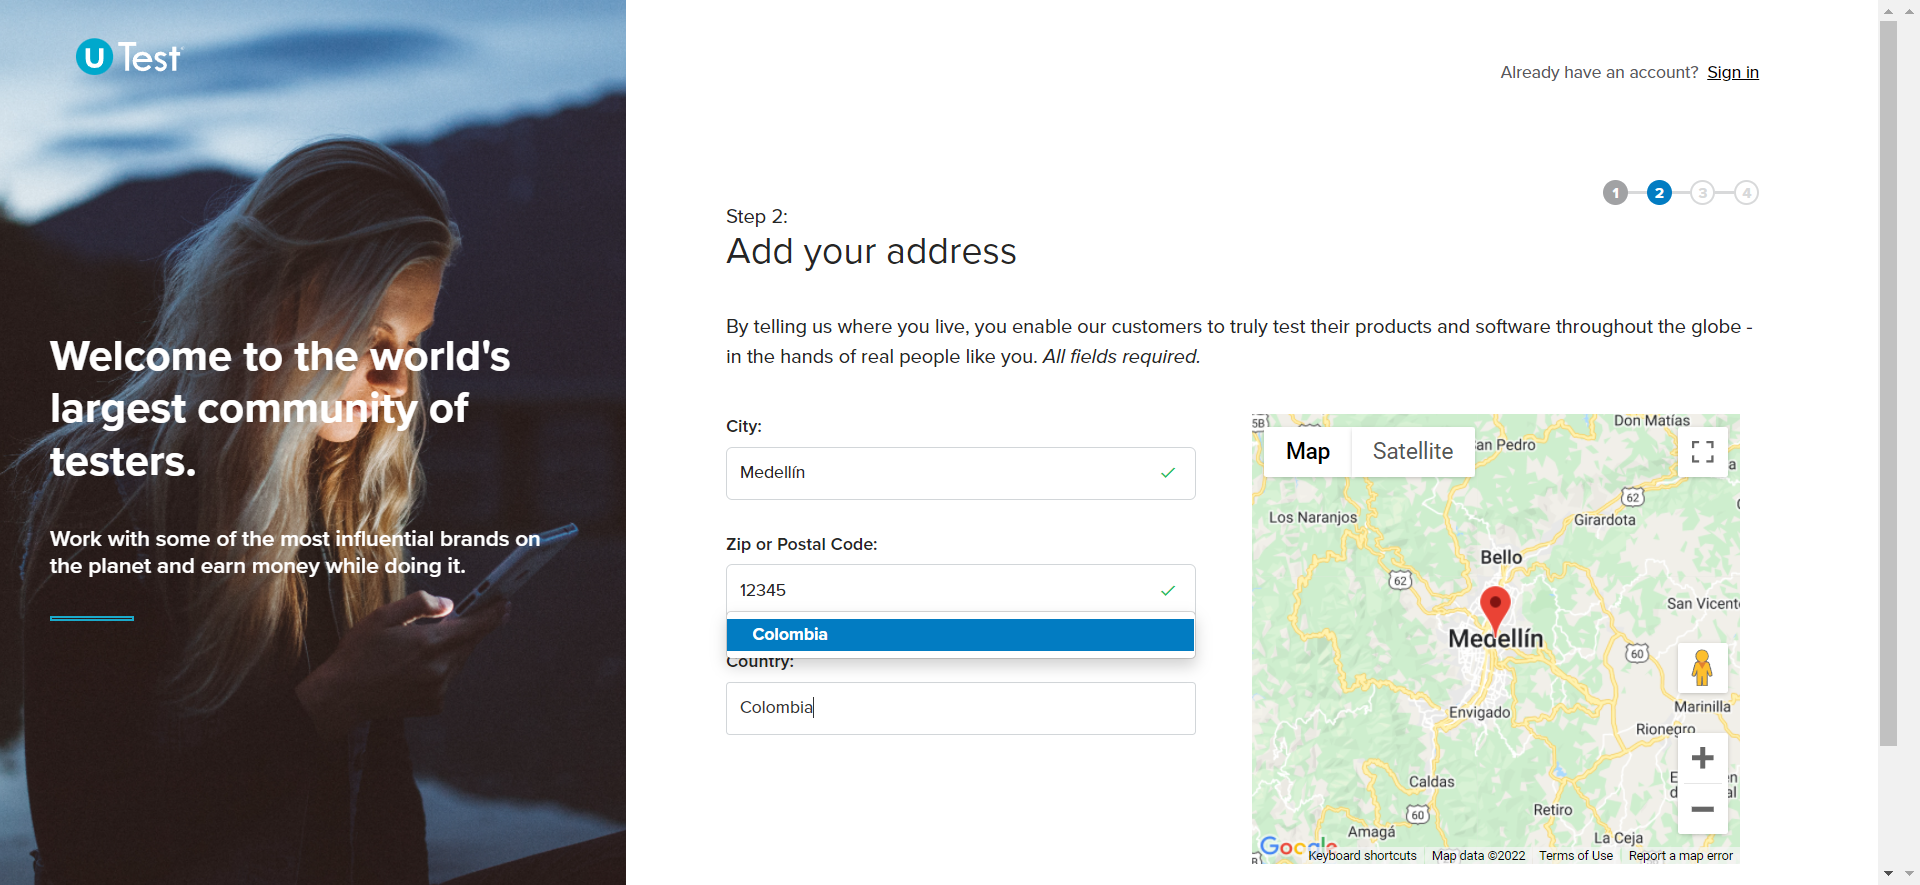 U Test
Welcome to the world's
largest community of
testers.
Work with some of the most influential brands on
the planet and earn money while doing it.
Already have an account? Sign in
1 2 3 4
Step 2:
Add your address
By telling us where you live, you enable our customers to truly test their products and software throughout the globe -
in the hands of real people like you. All fields required.
City:
Medellín
Zip or Postal Code:
12345
Colombia
Country:
Colombia
Map Satellite
Don Matías
San Pedro
62
Los Naranjos
Girardota
Bello
62
San Vicent
Medellín
60
Marinilla
Envigado
Rionegro
Caldas
60
Retiro
Amagá
La Ceja
Google
Keyboard shortcuts Map data ©2022 Terms of Use Report a map error